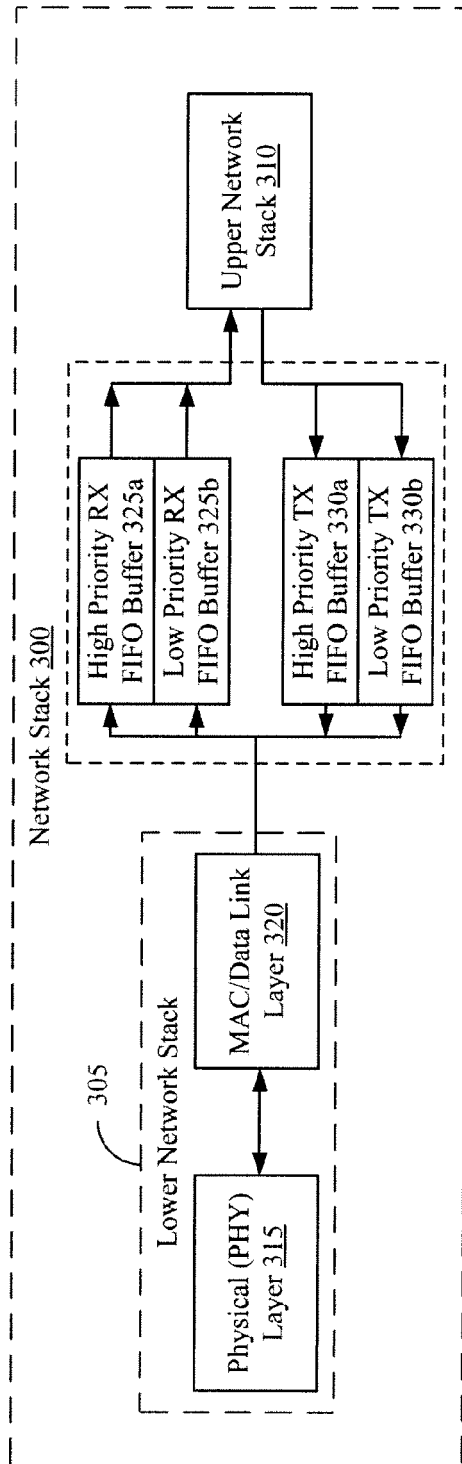 Network Stack 300
305
Lower Network Stack
Physical (PHY)
Layer 315
MAC/Data Link
Layer 320
High Priority RX
FIFO Buffer 325a
Low Priority RX
FIFO Buffer 325b
High Priority TX
FIFO Buffer 330a
Low Priority TX
FIFO Buffer 330b
Upper Network
Stack 310